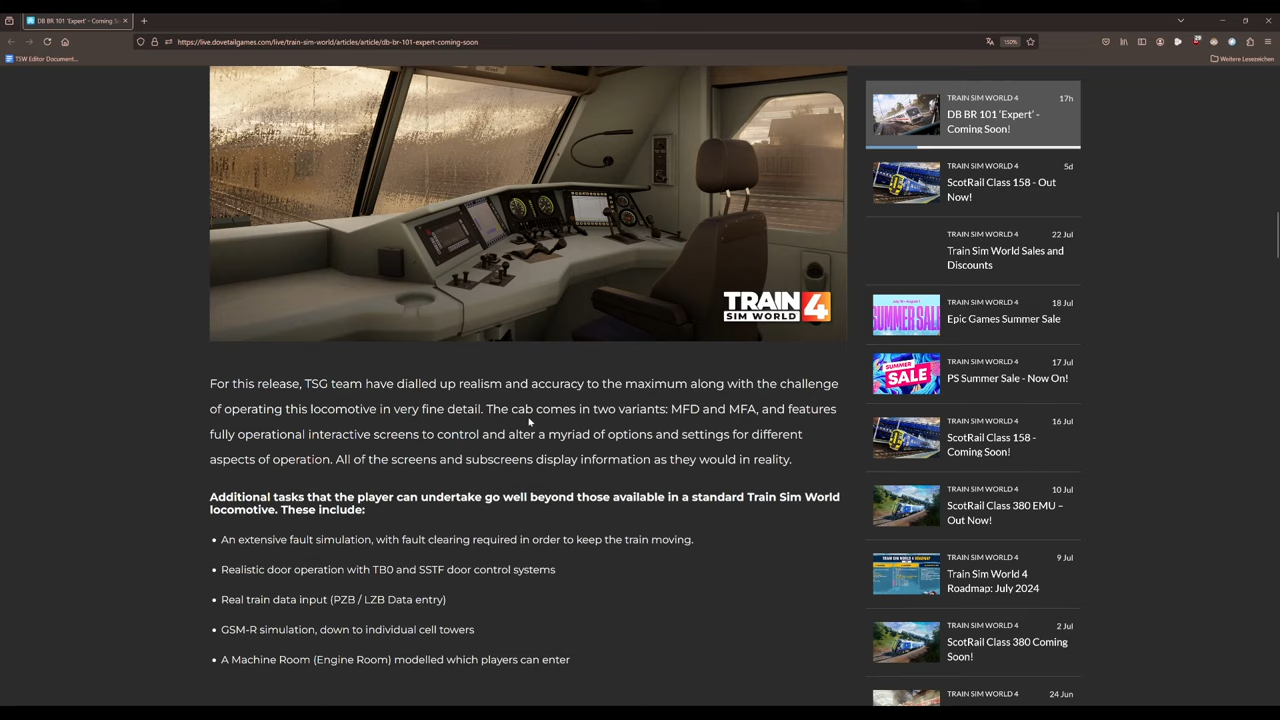 DB BR 101 'Expert' - Coming S
https://live.dovetailgames.com/live/train-sim-world/articles/article/db-br-101-expert-coming-soon
150%
29
TSW Editor Document...
Weitere Lesezeichen
TRAIN
SIM WORLD
4
For this release, TSG team have dialled up realism and accuracy to the maximum along with the challenge
of operating this locomotive in very fine detail. The cab comes in two variants: MFD and MFA, and features
fully operational interactive screens to control and alter a myriad of options and settings for different
aspects of operation. All of the screens and subscreens display information as they would in reality.
Additional tasks that the player can undertake go well beyond those available in a standard Train Sim World
locomotive. These include:
• An extensive fault simulation, with fault clearing required in order to keep the train moving.
• Realistic door operation with TB0 and SSTF door control systems
• Real train data input (PZB / LZB Data entry)
• GSM-R simulation, down to individual cell towers
• A Machine Room (Engine Room) modelled which players can enter
TRAIN SIM WORLD 4 17h
DB BR 101 'Expert' -
Coming Soon!
TRAIN SIM WORLD 4 5d
ScotRail Class 158 - Out
Now!
TRAIN SIM WORLD 4 22 Jul
Train Sim World Sales and
Discounts
TRAIN SIM WORLD 4 18 Jul
SUMMER SAL
Epic Games Summer Sale
TRAIN SIM WORLD 4 17 Jul
SUMMER
SALE
PS Summer Sale - Now On!
TRAIN SIM WORLD 4 16 Jul
ScotRail Class 158 -
Coming Soon!
TRAIN SIM WORLD 4 10 Jul
ScotRail Class 380 EMU –
Out Now!
TRAIN SIM WORLD 4 9 Jul
Train Sim World 4
Roadmap: July 2024
TRAIN SIM WORLD 4 2 Jul
ScotRail Class 380 Coming
Soon!
TRAIN SIM WORLD 4 24 Jun